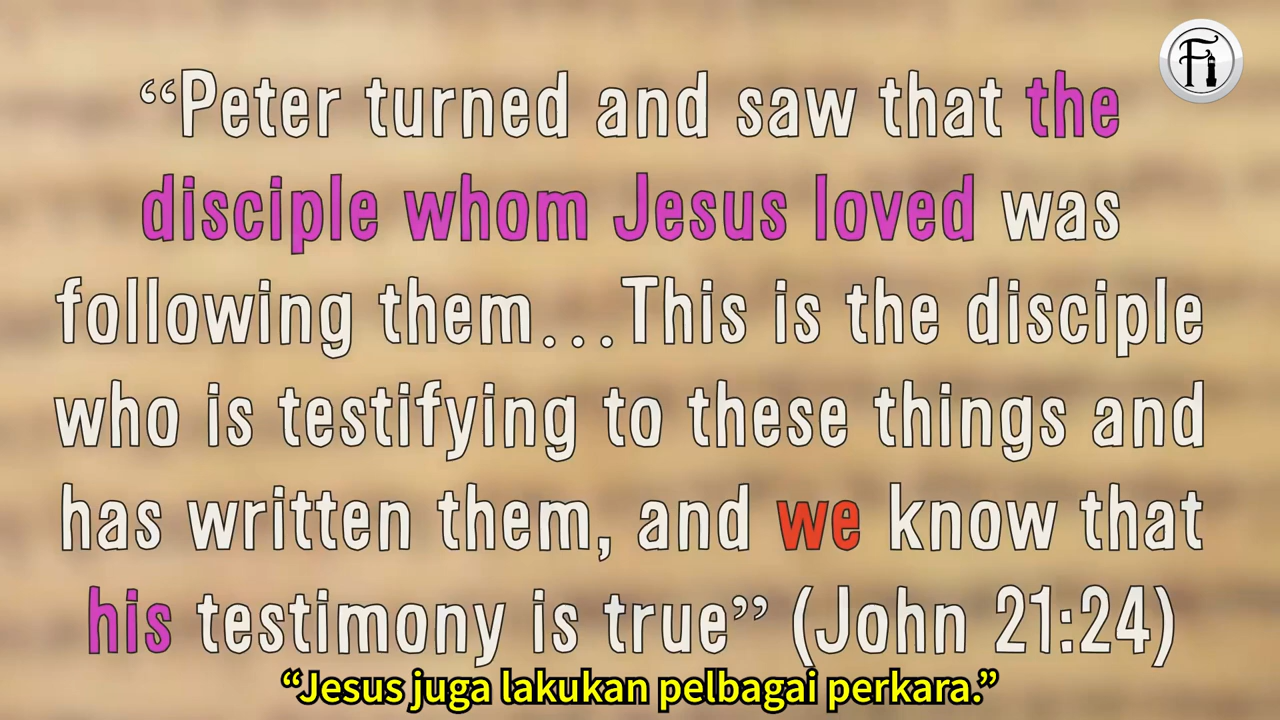 Fi
“Peter turned and saw that the
disciple whom Jesus loved was
following them...This is the disciple
who is testifying to these things and
has written them, and we know that
his testimony is true” (John 21:24)
“Jesus juga lakukan pelbagai perkara.”